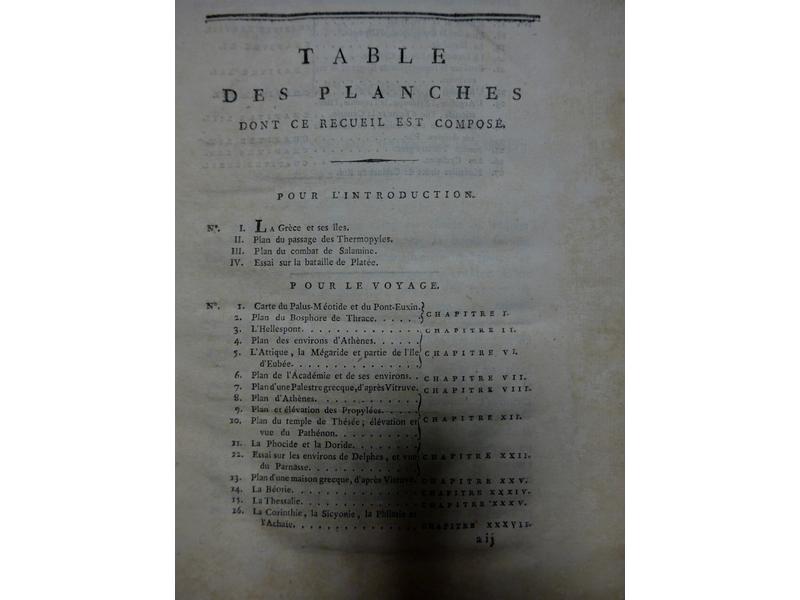 TABLE
DES PLANCHES
DONT CE RECUEIL EST COMPOSÉ.
POUR L'INTRODUCTION.
Nº. I. LA Grèce et ses îles.
II. Plan du passage des Thermopyles.
III. Plan du combat de Salamine.
IV. Essai sur la bataille de Platée.
POUR LE VOYAGE.
Nº. 1. Carte du Palus-Méotide et du Pont-Euxin.
2. Plan du Bosphore de Thrace. . . . . . CHAPITRE I.
3. L'Hellespont. . . . . . . . . . . . . . CHAPITRE II.
4. Plan des environs d'Athènes. . . . . .
5. L'Attique, la Mégaride et partie de l'île CHAPITRE VI.
d'Eubée. . . . . . . . . . . . .
6. Plan de l'Académie et de ses environs. . CHAPITRE VII.
7. Plan d'une Palestre grecque, d'après Vitruve. CHAPITRE VIII.
8. Plan d'Athènes. . . . . . . . . . . .
9. Plan et élévation des Propylées. . . . .
10. Plan du temple de Thésée; élévation et CHAPITRE XII.
vue du Pathénon. . . . . . . . .
11. La Phocide et la Doride. . . . . . . .
12. Essai sur les environs de Delphes, et vue CHAPITRE XXII.
du Parnasse. . . . . . . . . . . .
13. Plan d'une maison grecque, d'après Vitruve. CHAPITRE XXV.
14. La Béotie. . . . . . . . . . . . . . CHAPITRE XXXIV.
15. La Thessalie. . . . . . . . . . . . . CHAPITRE XXXV.
16. La Corinthie, la Sicyonie, la Phliasie et
l'Achaïe. . . . . . . . . . . . . CHAPITRE XXXVII.
a ij